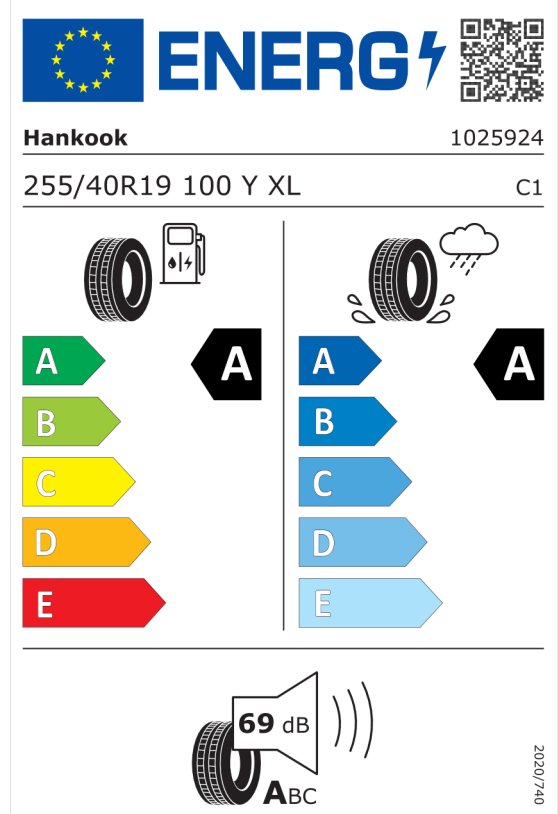 ENERG
Hankook 1025924
255/40R19 100 Y XL C1
A A A A
B B
C C
D D
E E
69 dB
ABC
2020/740